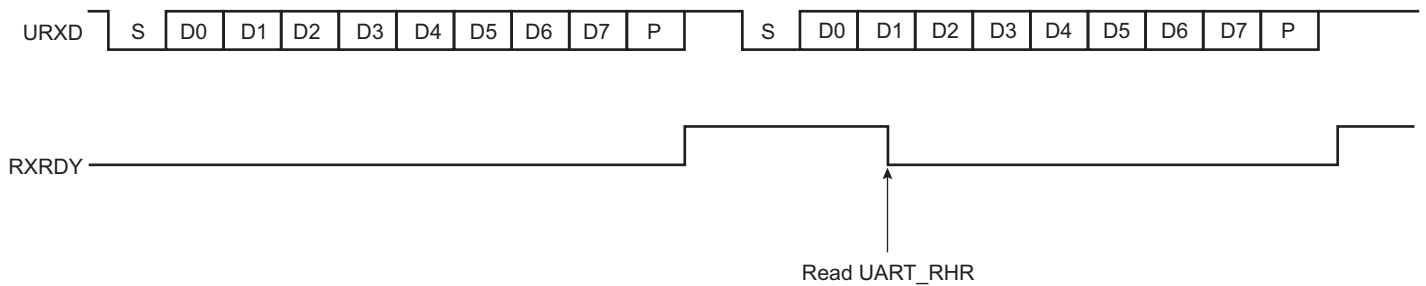 URXD S D0 D1 D2 D3 D4 D5 D6 D7 P S D0 D1 D2 D3 D4 D5 D6 D7 P
RXRDY
Read UART_RHR